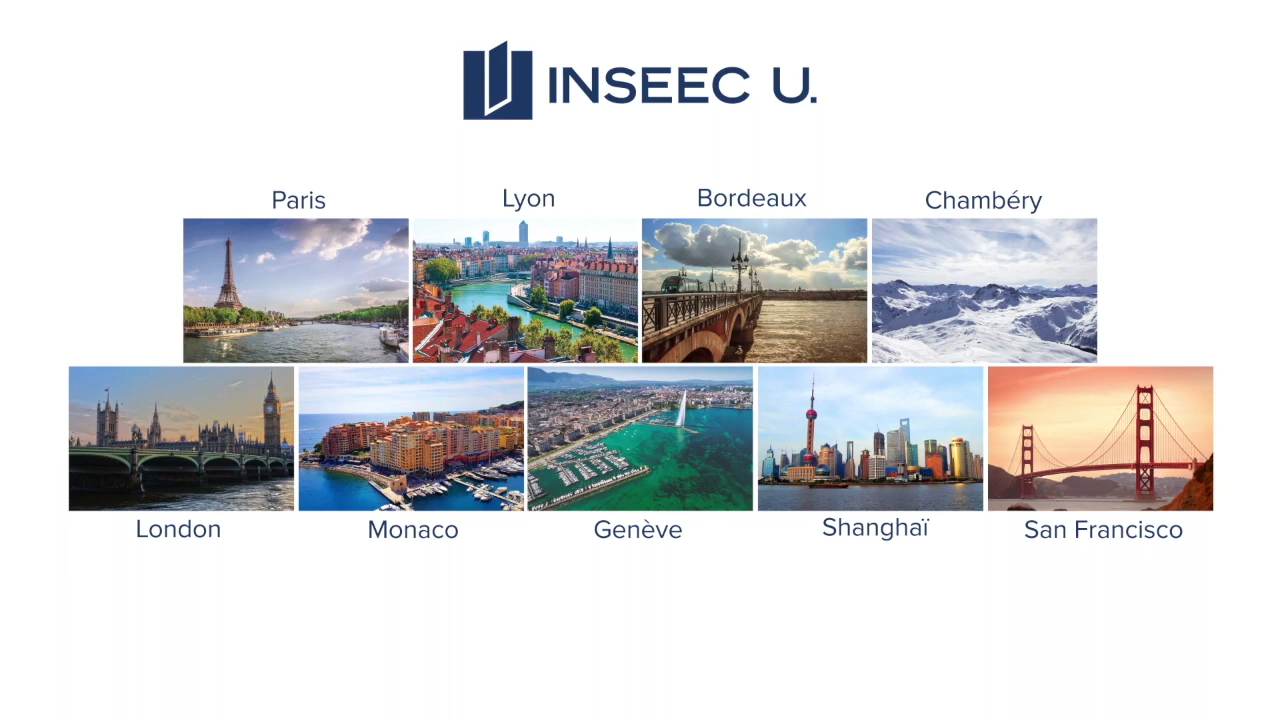 INSEEC U.
Paris
Lyon
Bordeaux
Chambéry
London
Monaco
Genève
Shanghaï
San Francisco